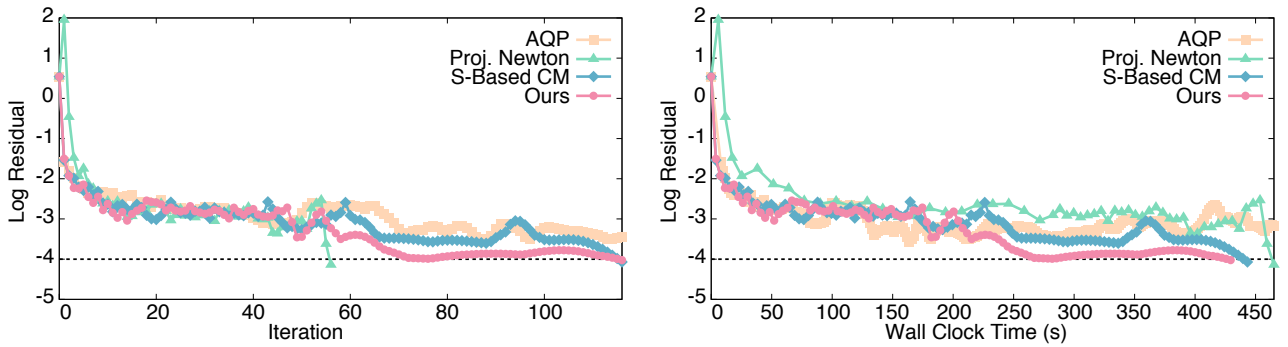 2
1
0
-1
-2
-3
-4
-5
Log Residual
AQP
Proj. Newton
S-Based CM
Ours
0 20 40 60 80 100
Iteration
2
1
0
-1
-2
-3
-4
-5
Log Residual
AQP
Proj. Newton
S-Based CM
Ours
0 50 100 150 200 250 300 350 400 450
Wall Clock Time (s)